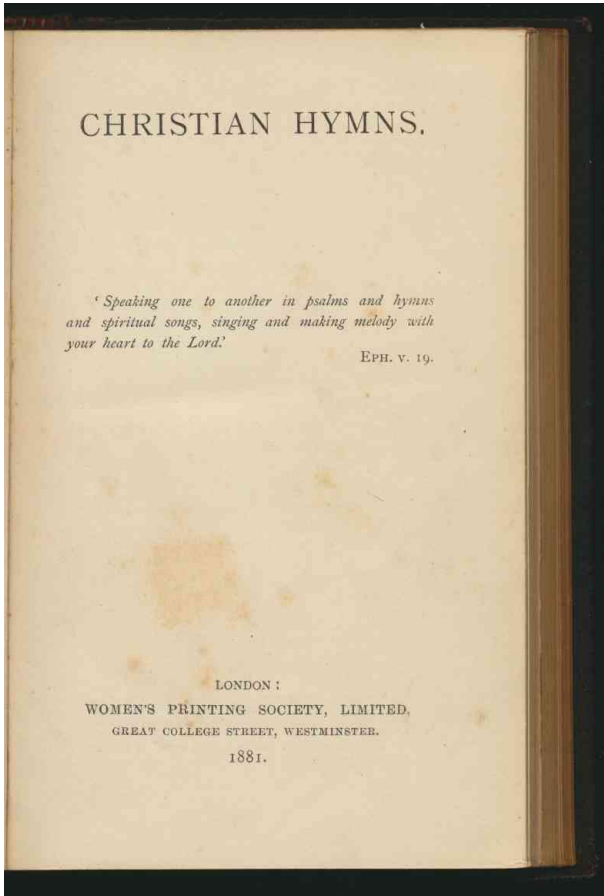 CHRISTIAN HYMNS.
‘Speaking one to another in psalms and hymns
and spiritual songs, singing and making melody with
your heart to the Lord.’
EPH. V. 19.
LONDON:
WOMEN'S PRINTING SOCIETY, LIMITED,
GREAT COLLEGE STREET, WESTMINSTER.
1881.